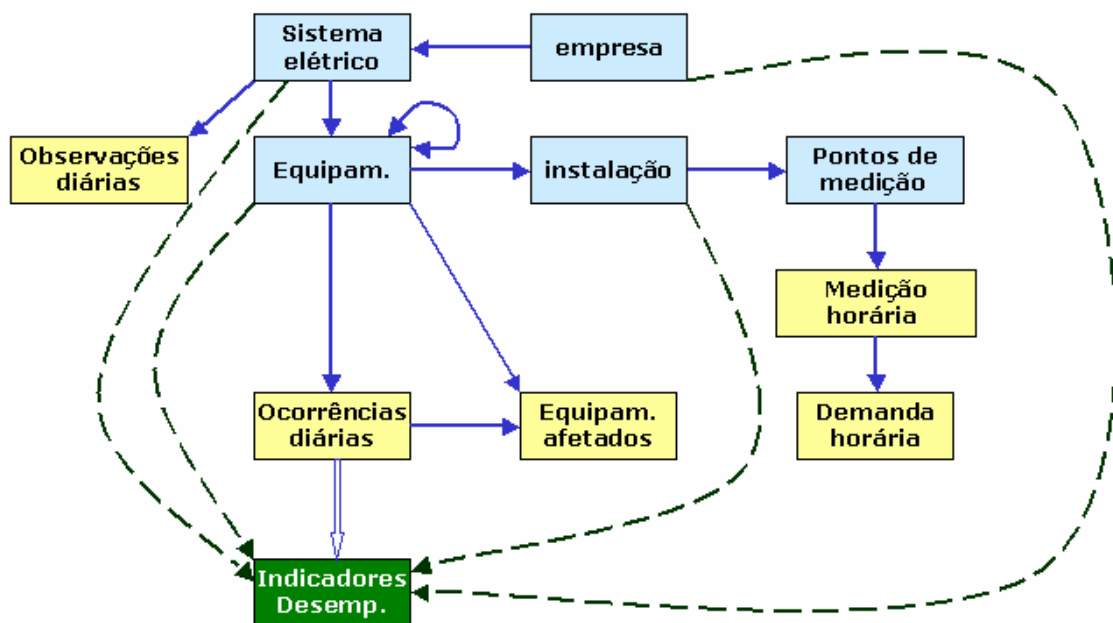 Sistema
elétrico
empresa
Observações
diárias
Equipam.
instalação
Pontos de
medição
Medição
horária
Ocorrências
diárias
Equipam.
afetados
Demanda
horária
Indicadores
Desemp.